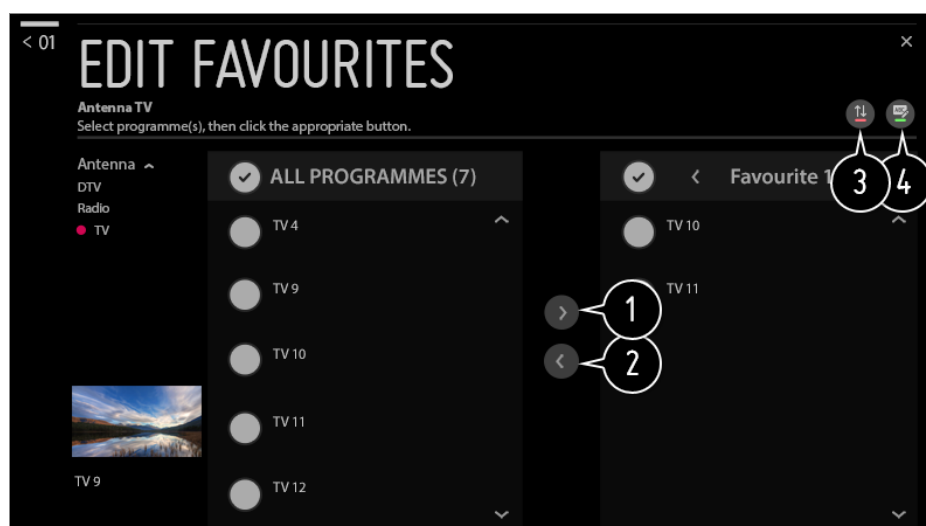 < 01
EDIT FAVOURITES
Antenna TV
Select programme(s), then click the appropriate button.
3
4
Antenna
DTV
Radio
TV
ALL PROGRAMMES (7)
TV 4
TV 9
TV 10
TV 11
TV 12
1
2
Favourite 1
TV 10
TV 11
TV 9